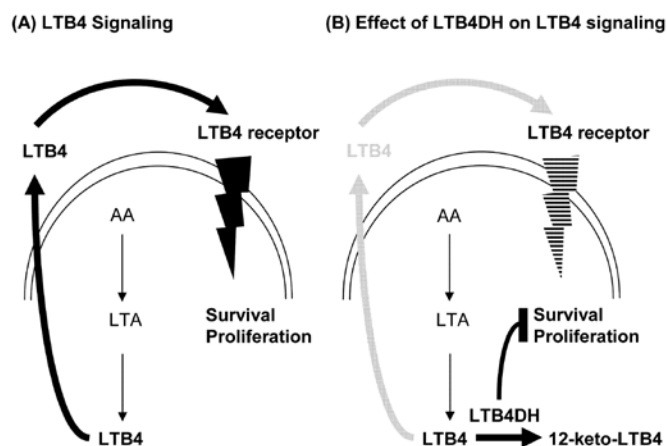 (A) LTB4 Signaling
LTB4 receptor
LTB4
AA
LTA
Survival
Proliferation
LTB4
(B) Effect of LTB4DH on LTB4 signaling
LTB4 receptor
LTB4
AA
LTA
Survival
Proliferation
LTB4DH
LTB4
12-keto-LTB4